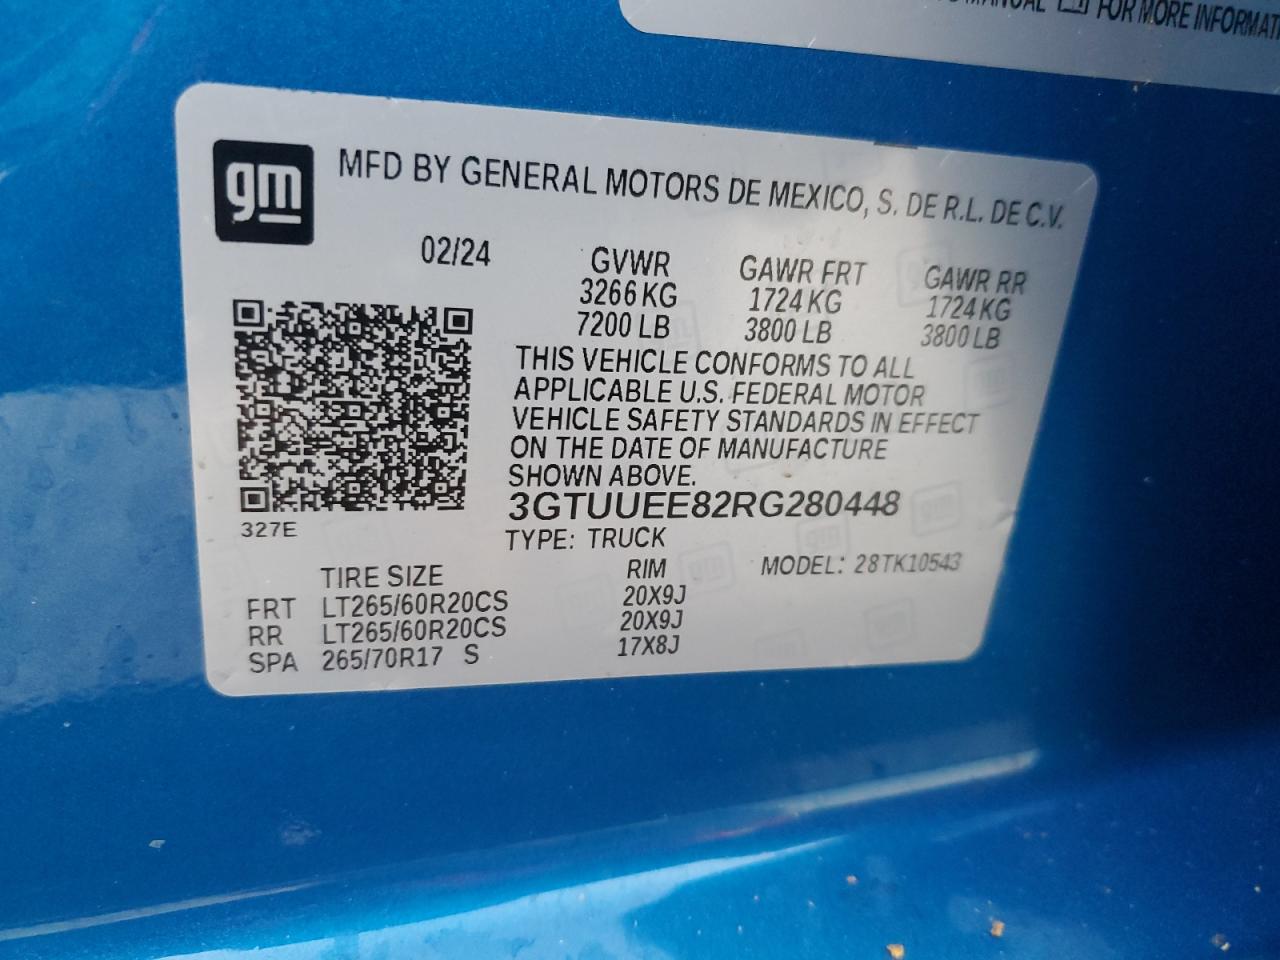 MANUAL FOR MORE INFORMATI
gm
MFD BY GENERAL MOTORS DE MEXICO, S. DE R.L. DE C.V.
02/24 GVWR GAWR FRT GAWR RR
3266 KG 1724 KG 1724 KG
7200 LB 3800 LB 3800 LB
THIS VEHICLE CONFORMS TO ALL
APPLICABLE U.S. FEDERAL MOTOR
VEHICLE SAFETY STANDARDS IN EFFECT
ON THE DATE OF MANUFACTURE
SHOWN ABOVE.
3GTUUEE82RG280448
327E
TYPE: TRUCK
TIRE SIZE RIM MODEL: 28TK10543
FRT LT265/60R20CS 20X9J
RR LT265/60R20CS 20X9J
SPA 265/70R17 S 17X8J